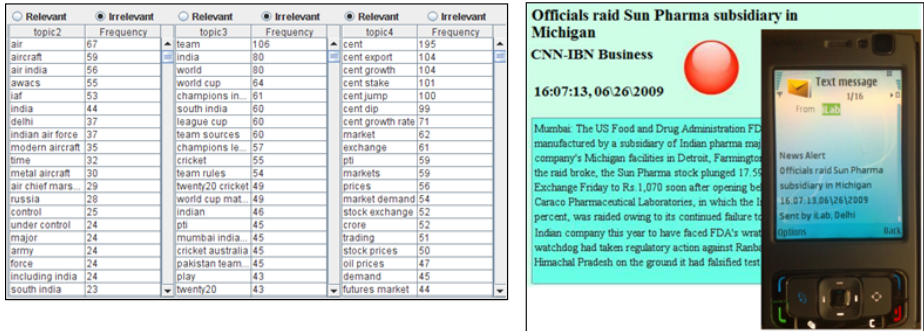 Relevant Irrelevant Relevant Irrelevant Relevant Irrelevant
topic2 Frequency topic3 Frequency topic4 Frequency
air 67 team 106 cent 195
aircraft 59 india 80 cent export 104
air india 56 world 80 cent growth 104
awacs 55 world cup 64 cent stake 101
iaf 53 champions in... 61 cent jump 100
india 44 south india 60 cent dip 99
delhi 37 league cup 60 cent growth rate 71
indian air force 37 team sources 60 market 62
modern aircraft 35 champions le... 57 exchange 61
time 32 cricket 55 pti 59
metal aircraft 30 team rules 54 markets 59
air chief mars... 29 twenty20 cricket 49 prices 56
russia 28 world cup mat... 49 market demand 54
control 25 indian 46 stock exchange 52
under control 24 pti 45 crore 52
major 24 mumbai india... 45 trading 51
army 24 cricket australia 45 stock prices 50
force 24 pakistan team... 45 oil prices 47
including india 24 play 43 demand 45
south india 23 twenty20 43 futures market 44
Officials raid Sun Pharma subsidiary in
Michigan
CNN-IBN Business
16:07:13, 06\26\2009
Mumbai: The US Food and Drug Administration FD
manufactured by a subsidiary of Indian pharma maj
company's Michigan facilities in Detroit, Farmington
the raid broke, the Sun Pharma stock plunged 17.59
Exchange Friday to Rs.1,070 soon after opening bel
Caraco Pharmaceutical Laboratories, in which the I
percent, was raided owing to its continued failure to
Indian company this year to have faced FDA's wrat
watchdog had taken regulatory action against Ranba
Himachal Pradesh on the ground it had falsified test
Text message
1/16
From iLab
News Alert
Officials raid Sun Pharma
subsidiary in Michigan
16:07:13,06\26\2009
Sent by iLab, Delhi
Options Back